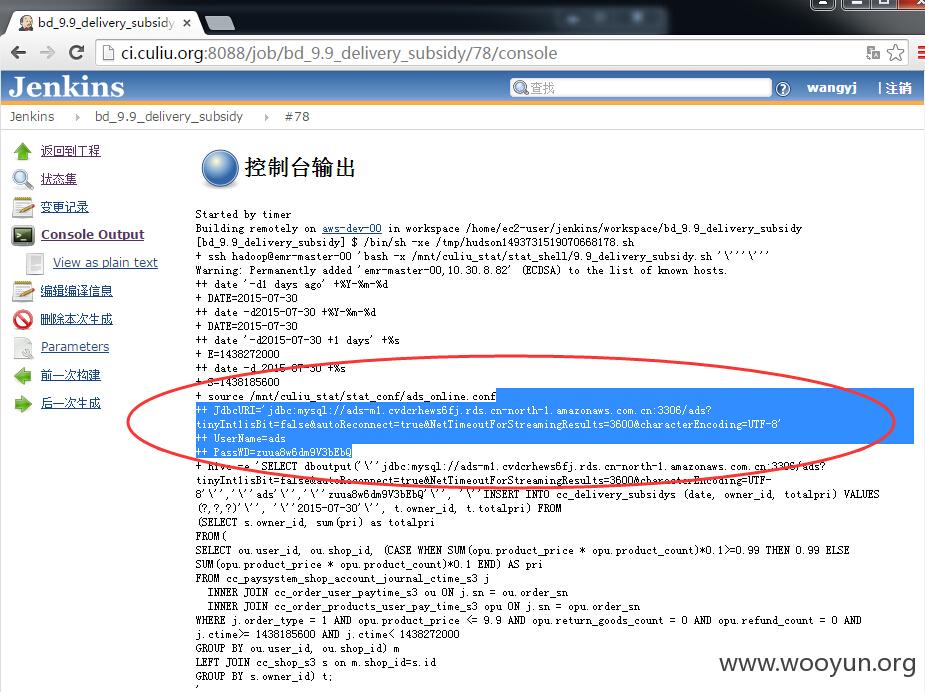 bd_9.9_delivery_subsidy.
ci.culiu.org:8088/job/bd_9.9_delivery_subsidy/78/console
Jenkins
查找
wangyj
注销
Jenkins
bd_9.9_delivery_subsidy
#78
返回到工程
状态集
变更记录
Console Output
View as plain text
编辑编译信息
删除本次生成
Parameters
前一次构建
后一次生成
控制台输出
Started by timer
Building remotely on aws-dev-00 in workspace /home/ec2-user/jenkins/workspace/bd_9.9_delivery_subsidy
[bd_9.9_delivery_subsidy] $ /bin/sh -xe /tmp/hudson1493731519070668178.sh
+ ssh hadoop@emr-master-00 'bash -x /mnt/culiu_stat/stat_shell/9.9_delivery_subsidy.sh '\'''\'''
Warning: Permanently added 'emr-master-00,10.30.8.82' (ECDSA) to the list of known hosts.
++ date '-d1 days ago' +%Y-%m-%d
+ DATE=2015-07-30
++ date -d2015-07-30 +%Y-%m-%d
+ DATE=2015-07-30
++ date '-d2015-07-30 +1 days' +%s
+ E=1438272000
++ date -d 2015-07-30 +%s
+ S=1438185600
+ source /mnt/culiu_stat/stat_conf/ads_online.conf
++ JdbcURI='jdbc:mysql://ads-m1.cvdcrhews6fj.rds.cn-north-1.amazonaws.com.cn:3306/ads?
tinyInt1isBit=false&autoReconnect=true&NetTimeoutForStreamingResults=3600&characterEncoding=UTF-8'
++ UserName=ads
++ PassWD=zuua8w6dm9V3bEbQ
+ hive -e 'SELECT dboutput('\''jdbc:mysql://ads-m1.cvdcrhews6fj.rds.cn-north-1.amazonaws.com.cn:3306/ads?
tinyInt1isBit=false&autoReconnect=true&NetTimeoutForStreamingResults=3600&characterEncoding=UTF-
8'\'','\''ads'\'','\''zuua8w6dm9V3bEbQ'\'', '\''INSERT INTO cc_delivery_subsidys (date, owner_id, totalpri) VALUES
(?,?,?)'\'', '\''2015-07-30'\'', t.owner_id, t.totalpri) FROM
(SELECT s.owner_id, sum(pri) as totalpri
FROM(
SELECT ou.user_id, ou.shop_id, (CASE WHEN SUM(opu.product_price * opu.product_count)*0.1>=0.99 THEN 0.99 ELSE
SUM(opu.product_price * opu.product_count)*0.1 END) AS pri
FROM cc_paysystem_shop_account_journal_ctime_s3 j
INNER JOIN cc_order_user_paytime_s3 ou ON j.sn = ou.order_sn
INNER JOIN cc_order_products_user_pay_time_s3 opu ON j.sn = opu.order_sn
WHERE j.order_type = 1 AND opu.product_price <= 9.9 AND opu.return_goods_count = 0 AND opu.refund_count = 0 AND
j.ctime>= 1438185600 AND j.ctime< 1438272000
GROUP BY ou.user_id, ou.shop_id) m
LEFT JOIN cc_shop_s3 s on m.shop_id=s.id
GROUP BY s.owner_id) t;
www.wooyun.org